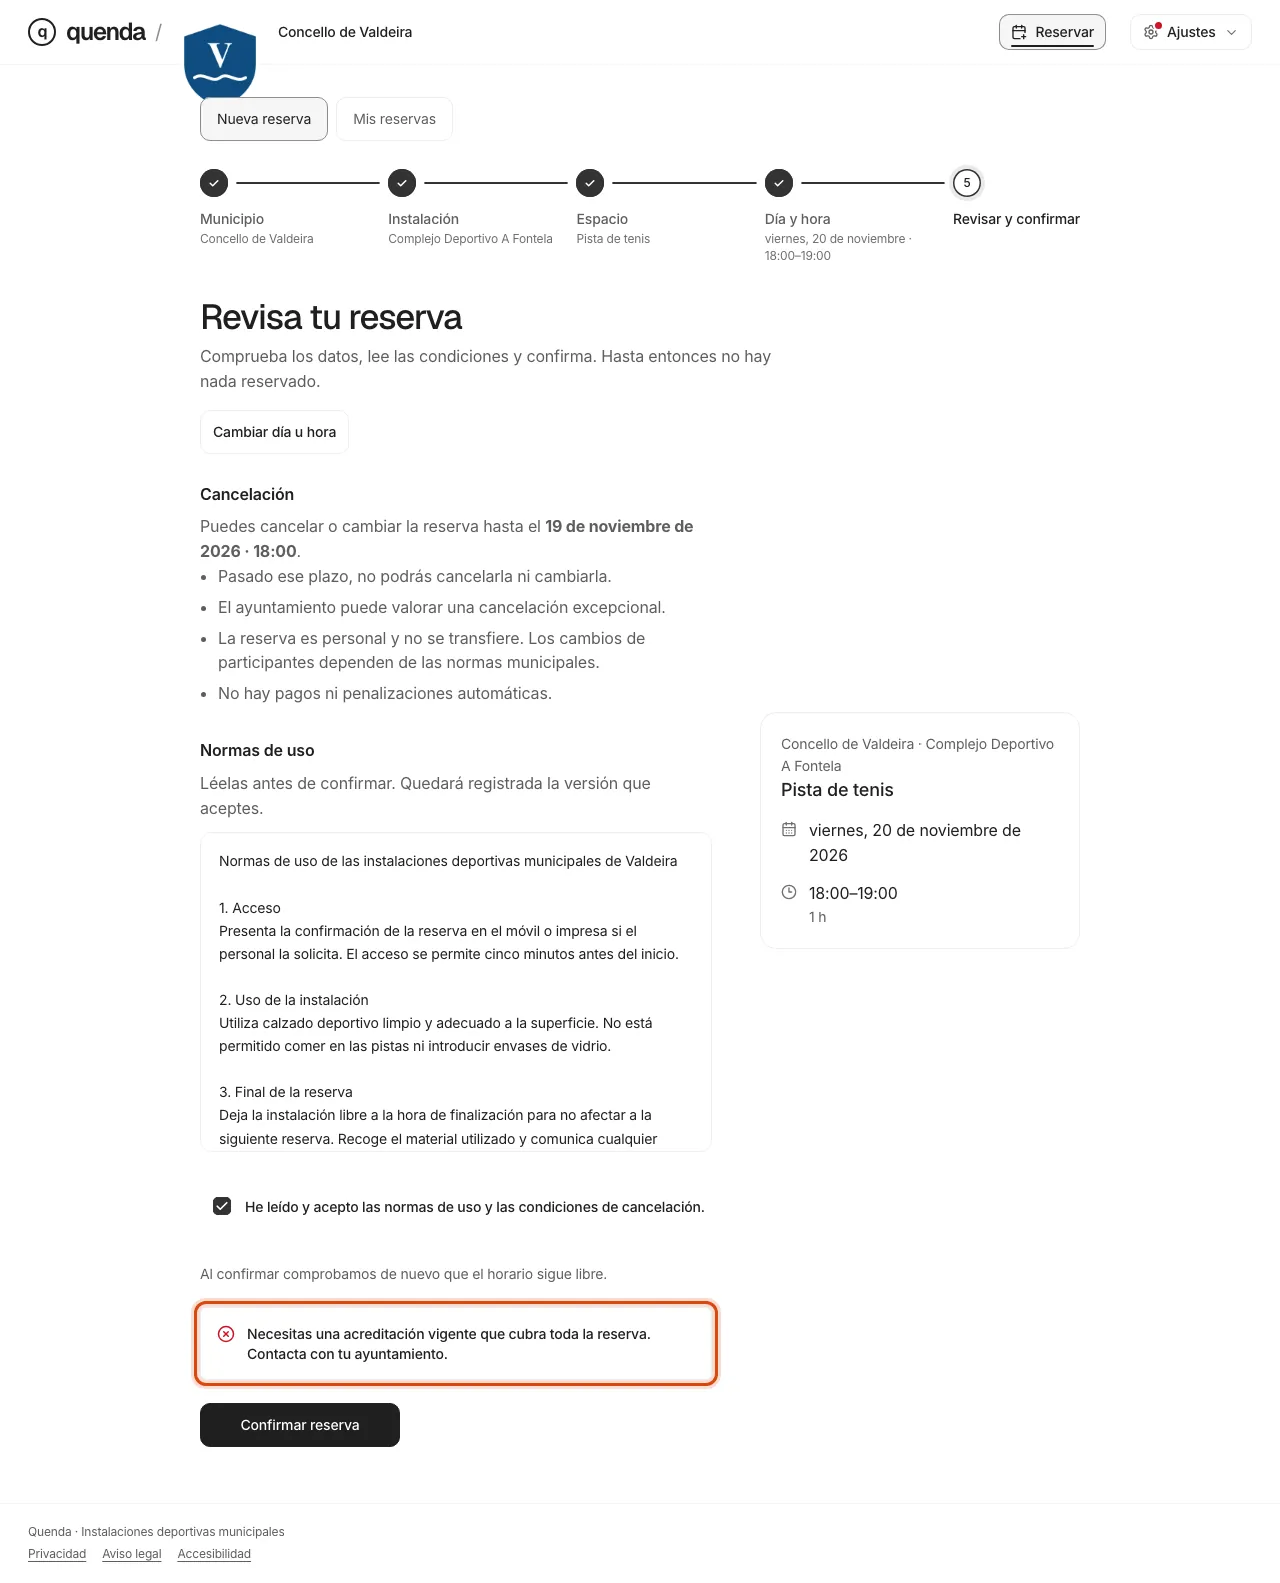 q quenda / V Concello de Valdeira Reservar Ajustes
Nueva reserva Mis reservas
5
Municipio Instalación Espacio Día y hora Revisar y confirmar
Concello de Valdeira Complejo Deportivo A Fontela Pista de tenis viernes, 20 de noviembre ·
18:00–19:00
Revisa tu reserva
Comprueba los datos, lee las condiciones y confirma. Hasta entonces no hay
nada reservado.
Cambiar día u hora
Cancelación
Puedes cancelar o cambiar la reserva hasta el 19 de noviembre de
2026 · 18:00.
• Pasado ese plazo, no podrás cancelarla ni cambiarla.
• El ayuntamiento puede valorar una cancelación excepcional.
• La reserva es personal y no se transfiere. Los cambios de
participantes dependen de las normas municipales.
• No hay pagos ni penalizaciones automáticas.
Normas de uso
Léelas antes de confirmar. Quedará registrada la versión que
aceptes.
Normas de uso de las instalaciones deportivas municipales de Valdeira
1. Acceso
Presenta la confirmación de la reserva en el móvil o impresa si el
personal la solicita. El acceso se permite cinco minutos antes del inicio.
2. Uso de la instalación
Utiliza calzado deportivo limpio y adecuado a la superficie. No está
permitido comer en las pistas ni introducir envases de vidrio.
3. Final de la reserva
Deja la instalación libre a la hora de finalización para no afectar a la
siguiente reserva. Recoge el material utilizado y comunica cualquier
Concello de Valdeira · Complejo Deportivo
A Fontela
Pista de tenis
viernes, 20 de noviembre de
2026
18:00–19:00
1 h
He leído y acepto las normas de uso y las condiciones de cancelación.
Al confirmar comprobamos de nuevo que el horario sigue libre.
Necesitas una acreditación vigente que cubra toda la reserva.
Contacta con tu ayuntamiento.
Confirmar reserva
Quenda · Instalaciones deportivas municipales
Privacidad Aviso legal Accesibilidad